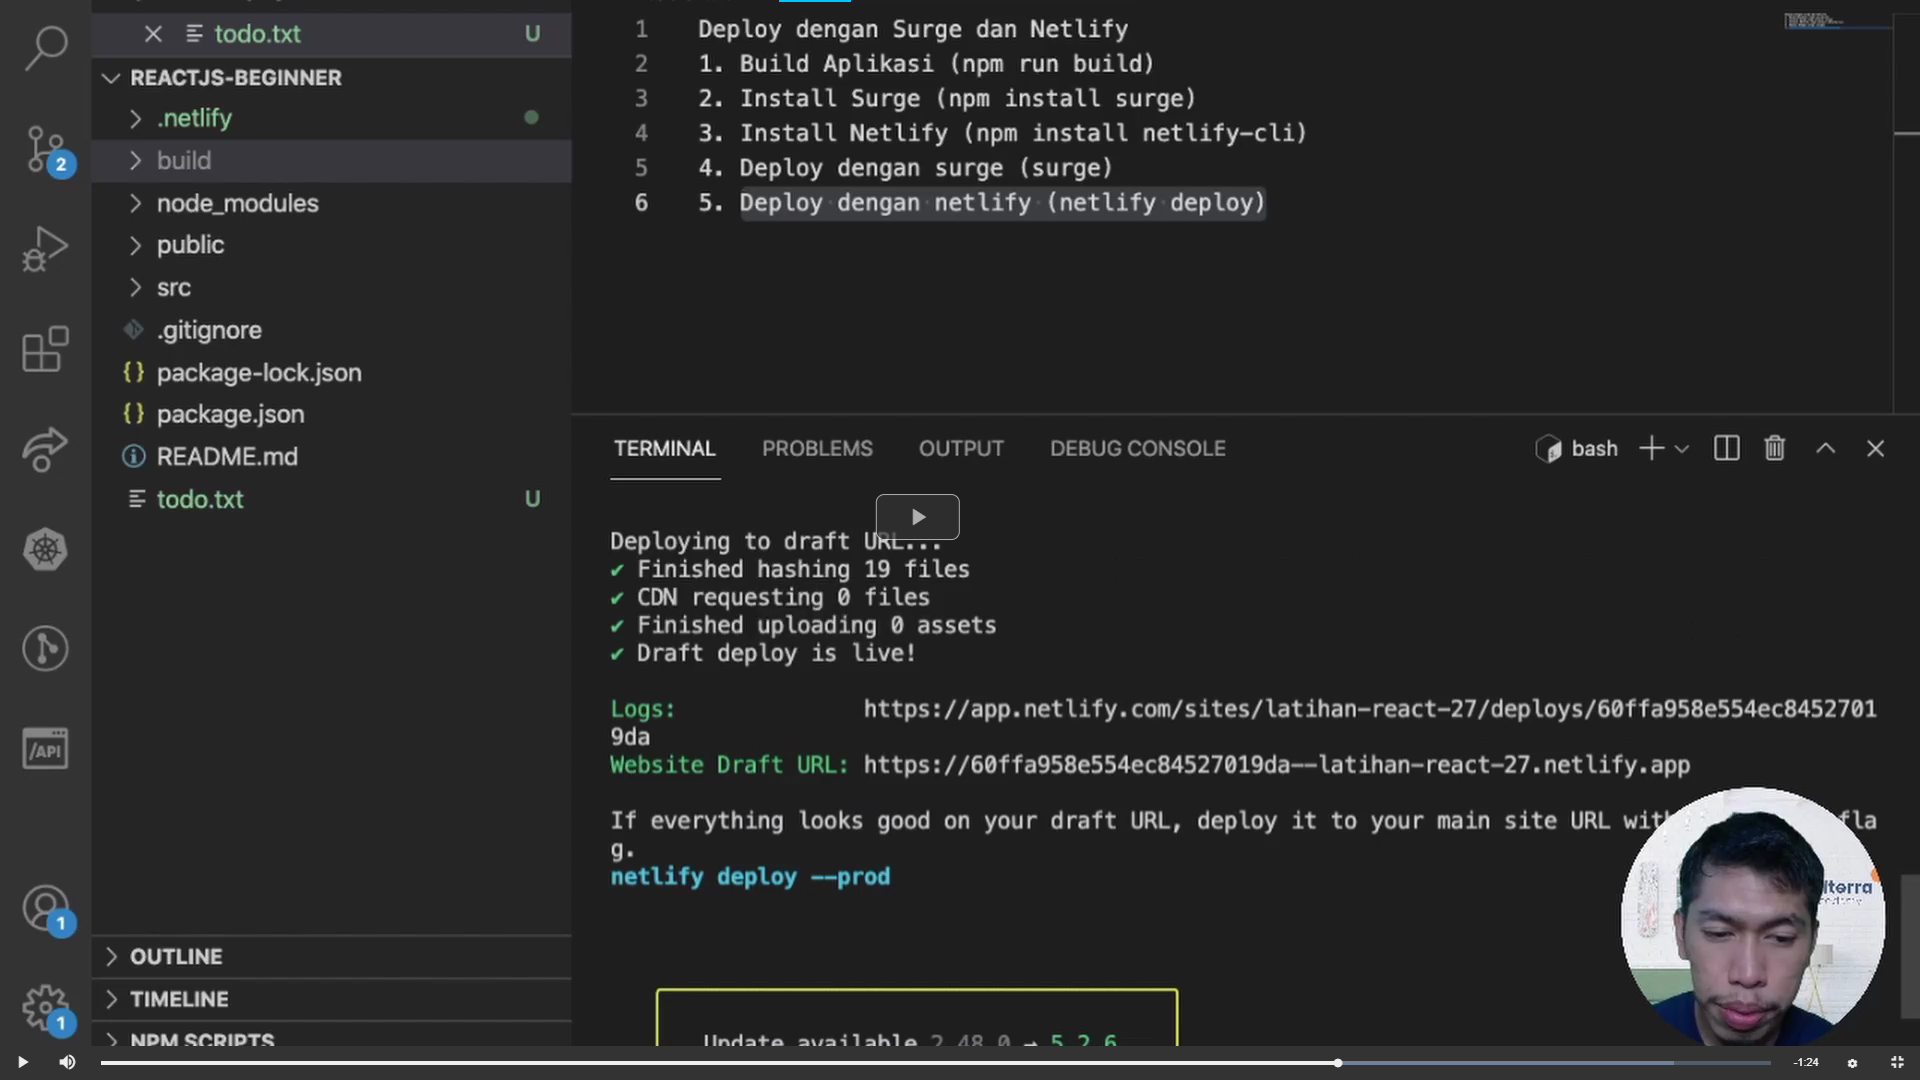 todo.txt U
REACTJS-BEGINNER
.netlify
build
node_modules
public
src
.gitignore
package-lock.json
package.json
README.md
todo.txt U
OUTLINE
TIMELINE
NPM SCRIPTS
2
/API
1
1
1 Deploy dengan Surge dan Netlify
2 1. Build Aplikasi (npm run build)
3 2. Install Surge (npm install surge)
4 3. Install Netlify (npm install netlify-cli)
5 4. Deploy dengan surge (surge)
6 5. Deploy dengan netlify (netlify deploy)
TERMINAL PROBLEMS OUTPUT DEBUG CONSOLE bash
Deploying to draft URL...
✔ Finished hashing 19 files
✔ CDN requesting 0 files
✔ Finished uploading 0 assets
✔ Draft deploy is live!
Logs: https://app.netlify.com/sites/latihan-react-27/deploys/60ffa958e554ec8452701
9da
Website Draft URL: https://60ffa958e554ec84527019da--latihan-react-27.netlify.app
If everything looks good on your draft URL, deploy it to your main site URL with fla
g.
netlify deploy --prod
Update available 2.48.0 → 5.2.6
lterra
-1:24